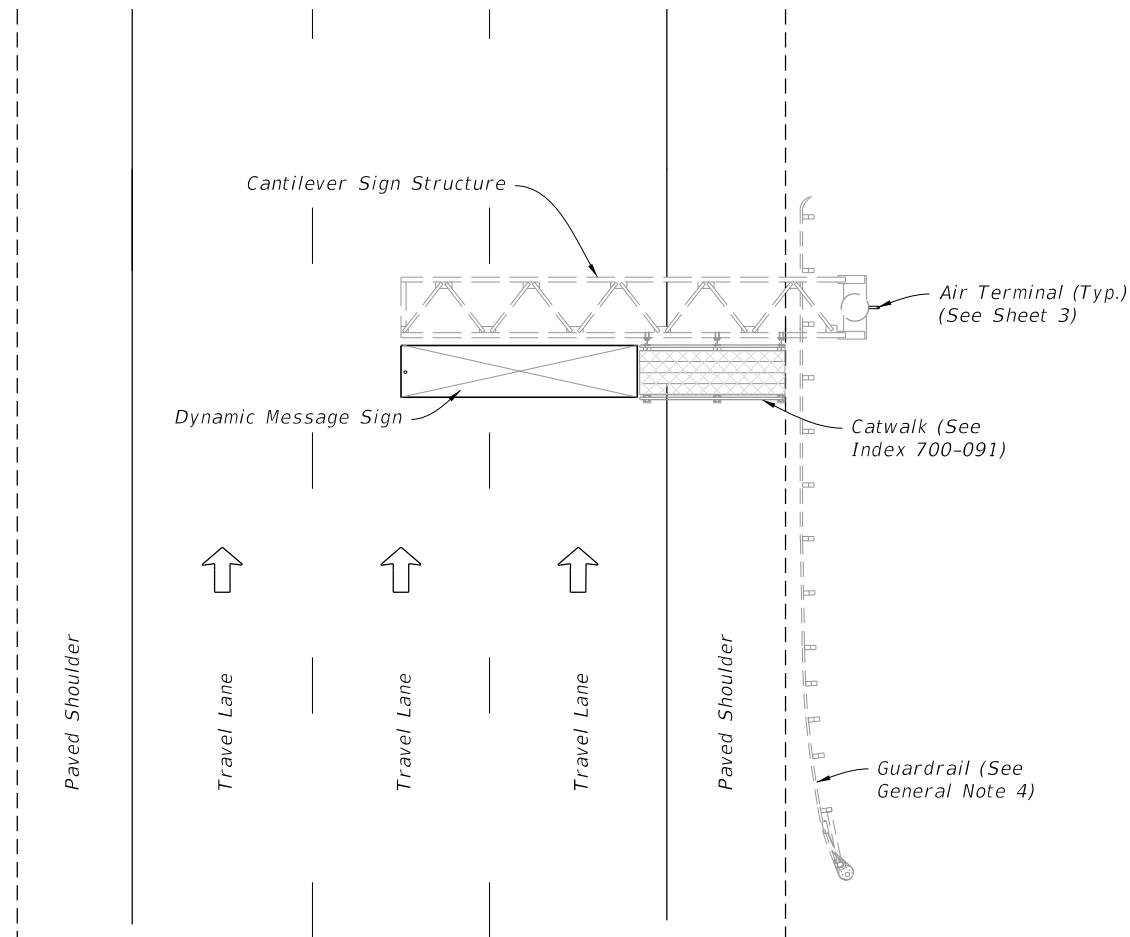 Cantilever Sign Structure
Air Terminal (Typ.)
(See Sheet 3)
Dynamic Message Sign
Catwalk (See
Index 700-091)
Paved Shoulder
Travel Lane
Travel Lane
Travel Lane
Paved Shoulder
Guardrail (See
General Note 4)